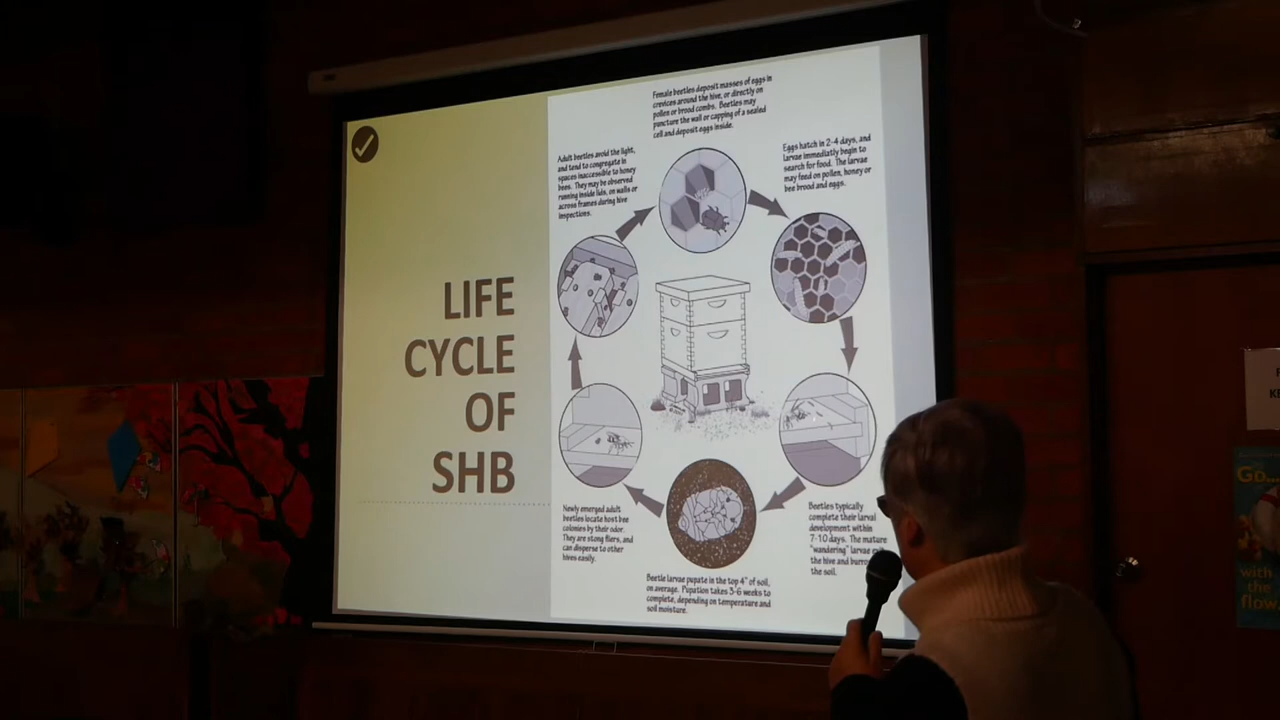 LIFE
CYCLE
OF
SHB
Female beetles deposit masses of eggs in
crevices around the hive, or directly on
pollen or brood combs. Beetles may
puncture the wall or capping of a sealed
cell and deposit eggs inside.
Eggs hatch in 2-4 days, and
larvae immediatly begin to
search for food. The larvae
may feed on pollen, honey or
bee brood and eggs.
Beetles typically
complete their larval
development within
7-10 days. The mature
"wandering" larvae
the hive and
the soil.
Beetle larvae pupate in the top 4" of soil,
on average. Pupation takes 3-6 weeks to
complete, depending on temperature and
soil moisture.
Newly emerged adult
beetles locate host bee
colonies by their odor.
They are stong fliers, and
can disperse to other
hives easily.
Adult beetles avoid the light,
and tend to congregate in
spaces inaccessible to honey
bees. They may be observed
running inside lids, on walls or
across frames during hive
inspections.
with
the